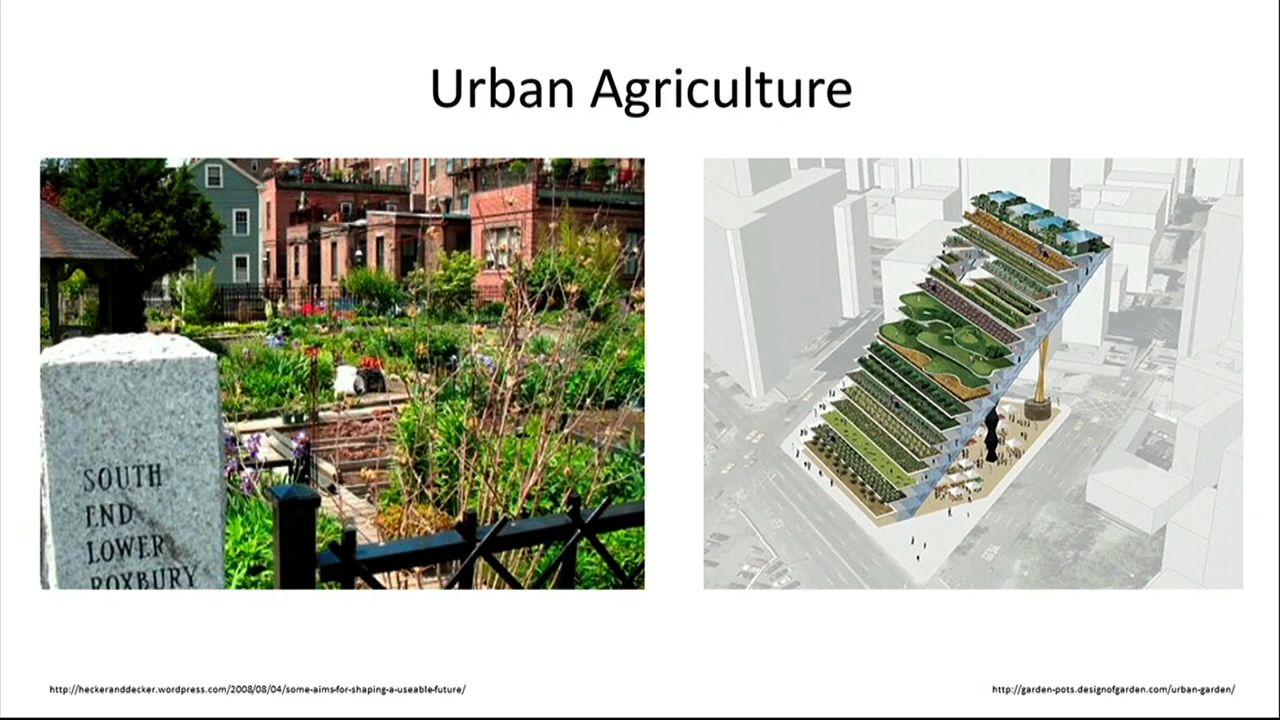 Urban Agriculture
SOUTH
END
LOWER
ROXBURY
http://heckeranddecker.wordpress.com/2008/08/04/some-aims-for-shaping-a-useable-future/
http://garden-pots.designofgarden.com/urban-garden/